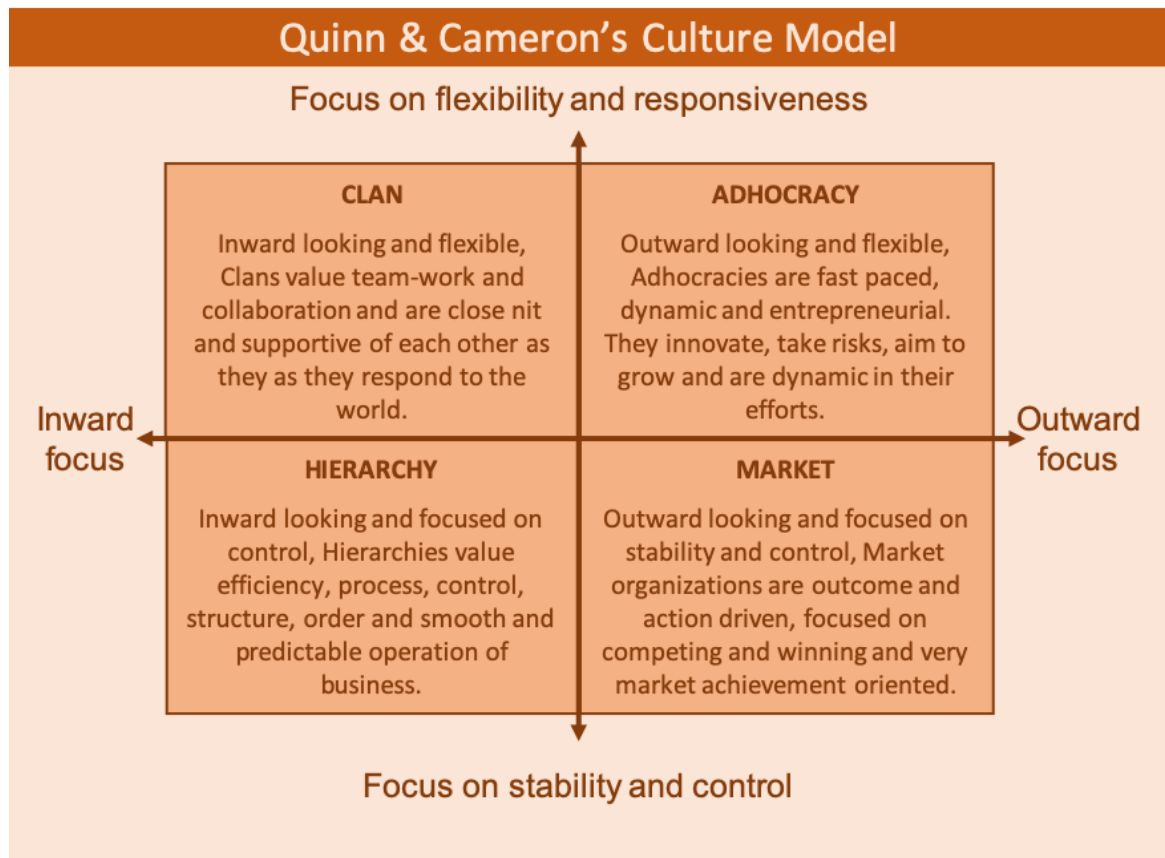 Quinn & Cameron’s Culture Model
Focus on flexibility and responsiveness
CLAN
Inward looking and flexible,
Clans value team-work and
collaboration and are close nit
and supportive of each other as
they as they respond to the
world.
ADHOCRACY
Outward looking and flexible,
Adhocracies are fast paced,
dynamic and entrepreneurial.
They innovate, take risks, aim to
grow and are dynamic in their
efforts.
Inward
focus
Outward
focus
HIERARCHY
Inward looking and focused on
control, Hierarchies value
efficiency, process, control,
structure, order and smooth and
predictable operation of
business.
MARKET
Outward looking and focused on
stability and control, Market
organizations are outcome and
action driven, focused on
competing and winning and very
market achievement oriented.
Focus on stability and control